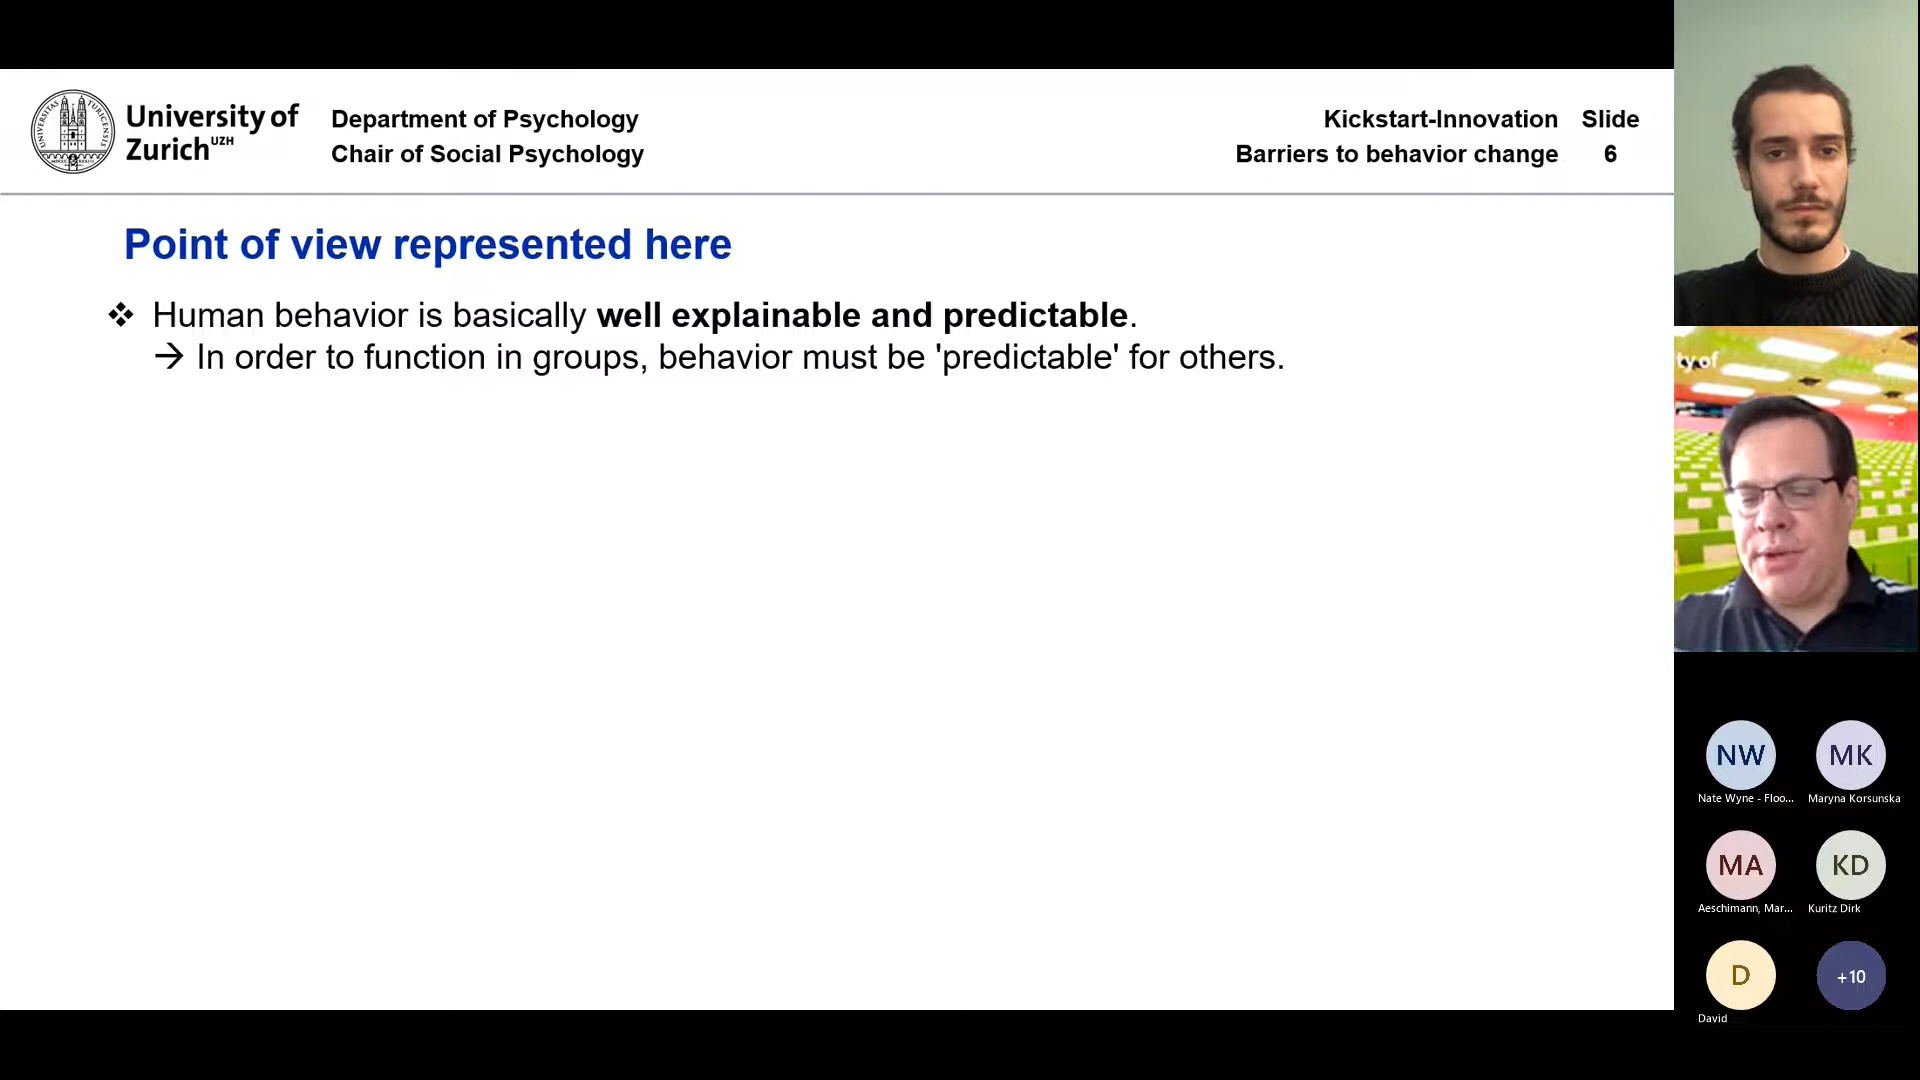 University of
Zurich UZH
Department of Psychology
Chair of Social Psychology
Kickstart-Innovation Slide
Barriers to behavior change 6
Point of view represented here
❖ Human behavior is basically well explainable and predictable.
→ In order to function in groups, behavior must be 'predictable' for others.
ty of
NW
Nate Wyne - Floo...
MK
Maryna Korsunska
MA
Aeschimann, Mar...
KD
Kuritz Dirk
D
David
+10